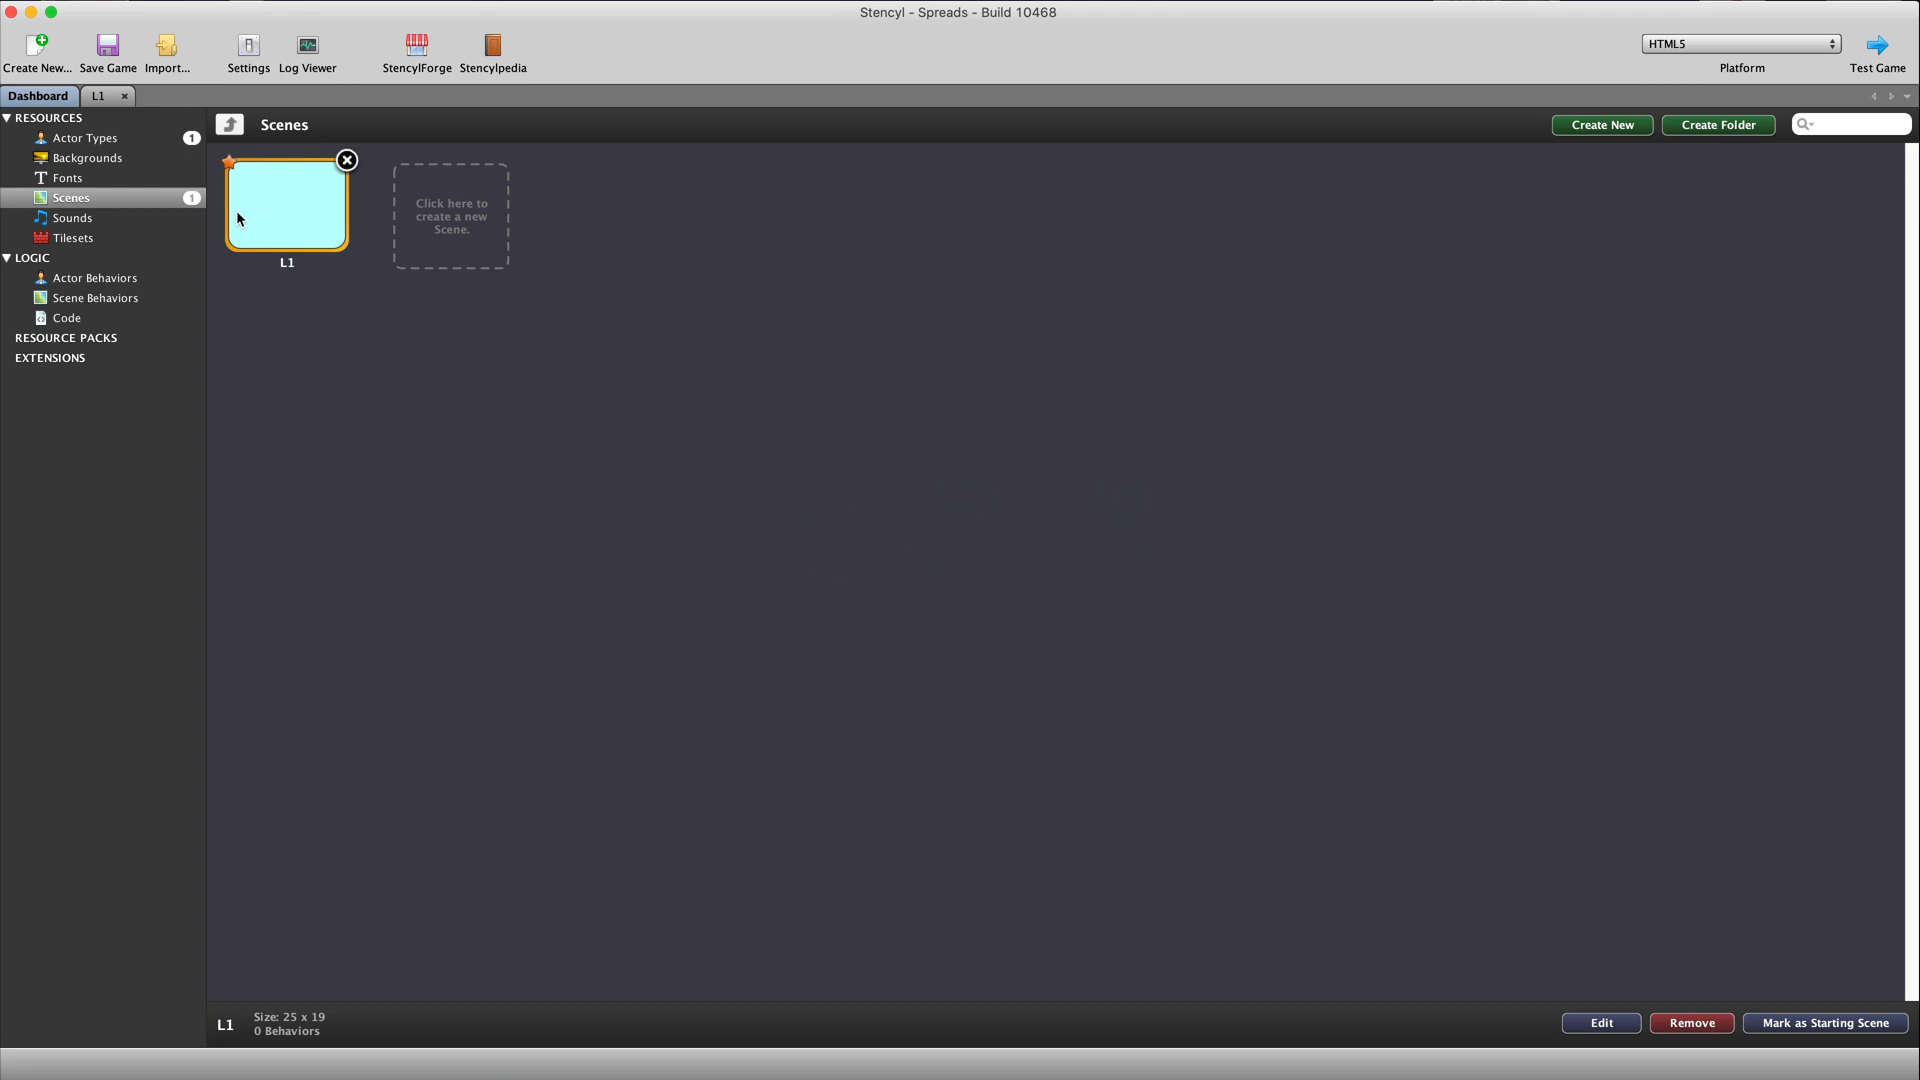 Stencyl - Spreads - Build 10468
Create New... Save Game Import... Settings Log Viewer StencylForge Stencylpedia
HTML5
Platform Test Game
Dashboard L1
RESOURCES
Actor Types 1
Backgrounds
Fonts
Scenes 1
Sounds
Tilesets
LOGIC
Actor Behaviors
Scene Behaviors
Code
RESOURCE PACKS
EXTENSIONS
Scenes
Create New Create Folder
L1
Click here to
create a new
Scene.
L1
Size: 25 x 19
0 Behaviors
Edit Remove Mark as Starting Scene